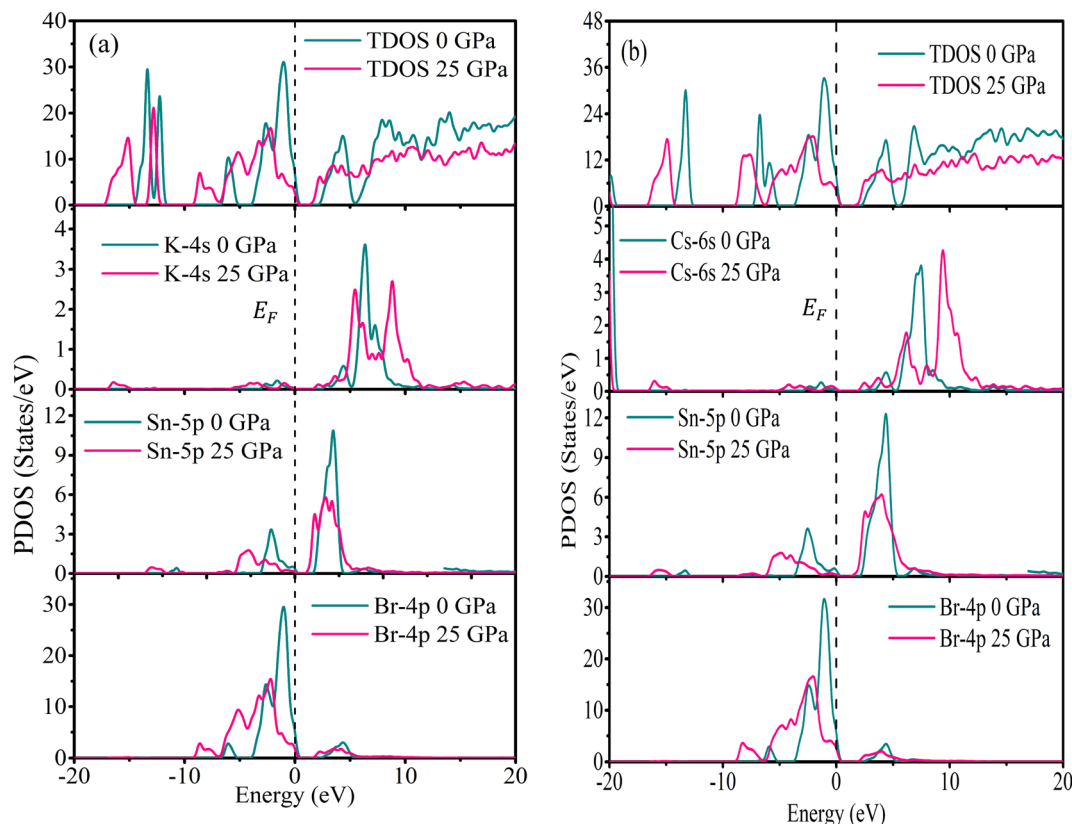 (a)
TDOS 0 GPa
TDOS 25 GPa
40
30
20
10
0
K-4s 0 GPa
K-4s 25 GPa
E_F
4
3
2
1
0
Sn-5p 0 GPa
Sn-5p 25 GPa
12
9
6
3
0
Br-4p 0 GPa
Br-4p 25 GPa
30
20
10
0
-20 -10 0 10 20
Energy (eV)
PDOS (States/eV)
(b)
TDOS 0 GPa
TDOS 25 GPa
48
36
24
12
0
Cs-6s 0 GPa
Cs-6s 25 GPa
E_F
5
4
3
2
1
0
Sn-5p 0 GPa
Sn-5p 25 GPa
12
9
6
3
0
Br-4p 0 GPa
Br-4p 25 GPa
30
20
10
0
-20 -10 0 10 20
Energy (eV)
PDOS (States/eV)